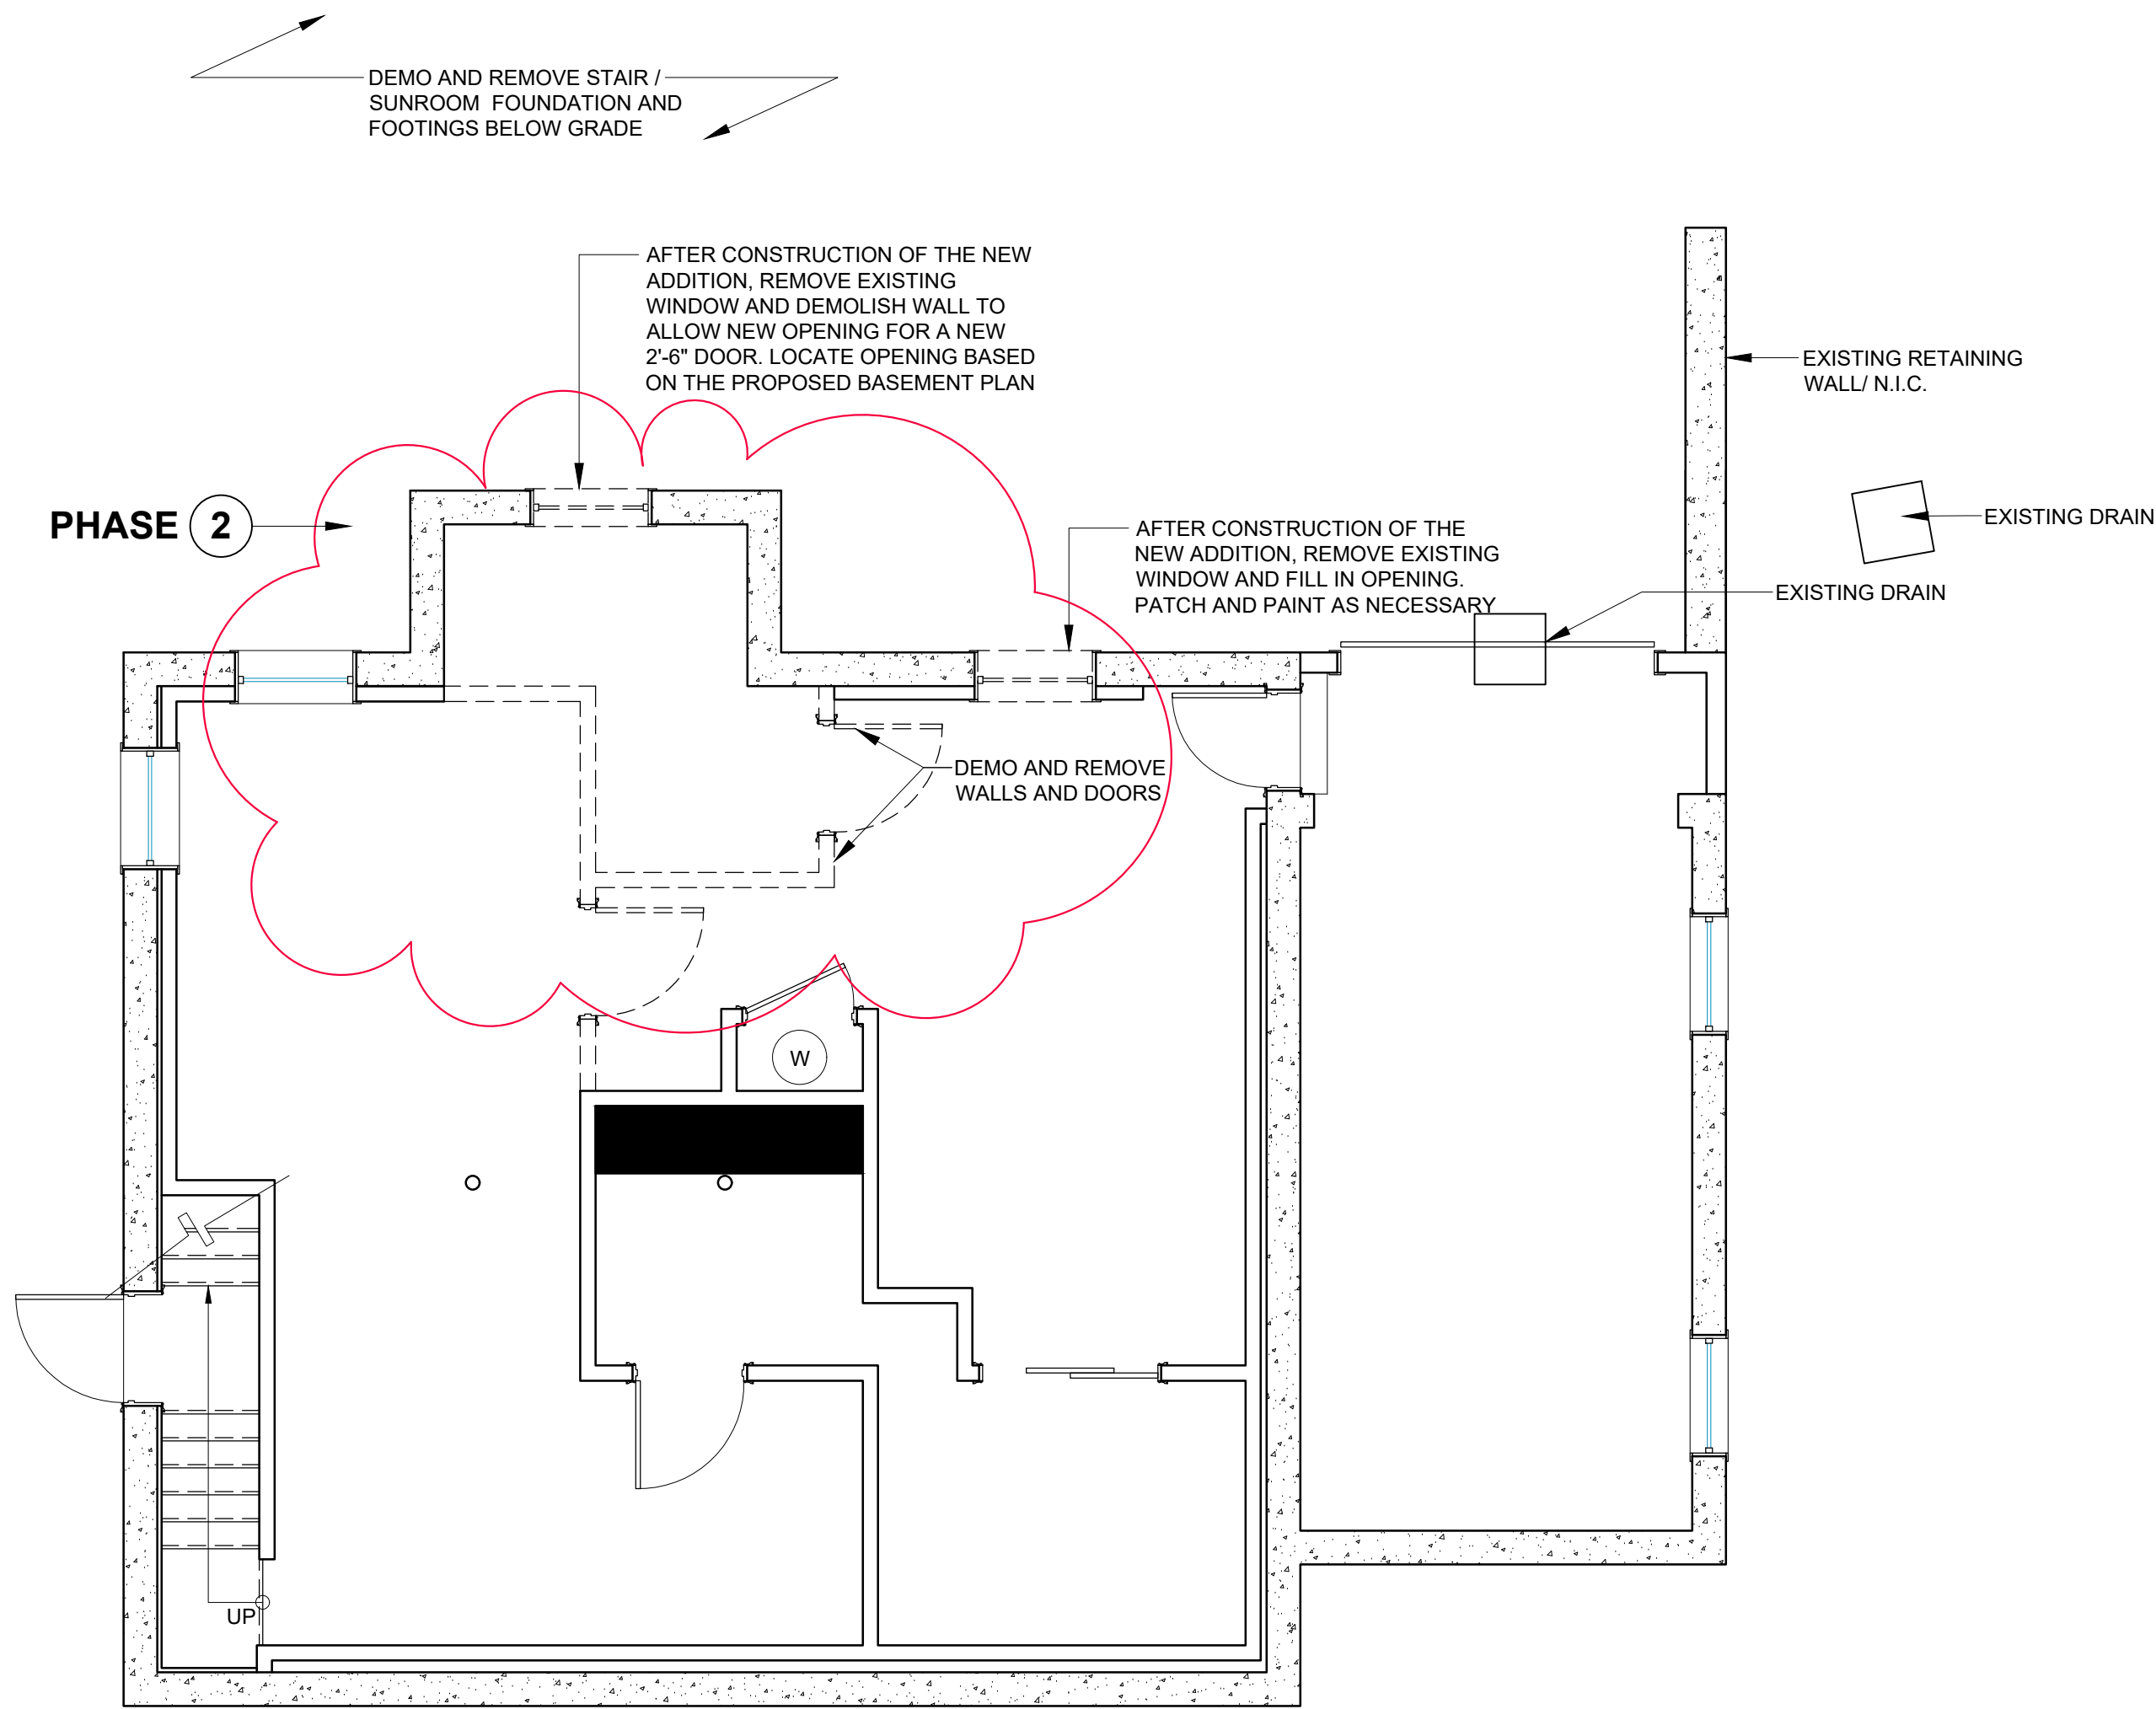 DEMO AND REMOVE STAIR /
SUNROOM FOUNDATION AND
FOOTINGS BELOW GRADE
AFTER CONSTRUCTION OF THE NEW
ADDITION, REMOVE EXISTING
WINDOW AND DEMOLISH WALL TO
ALLOW NEW OPENING FOR A NEW
2'-6" DOOR. LOCATE OPENING BASED
ON THE PROPOSED BASEMENT PLAN
EXISTING RETAINING
WALL/ N.I.C.
PHASE 2
AFTER CONSTRUCTION OF THE
NEW ADDITION, REMOVE EXISTING
WINDOW AND FILL IN OPENING.
PATCH AND PAINT AS NECESSARY
EXISTING DRAIN
EXISTING DRAIN
DEMO AND REMOVE
WALLS AND DOORS
W
UP